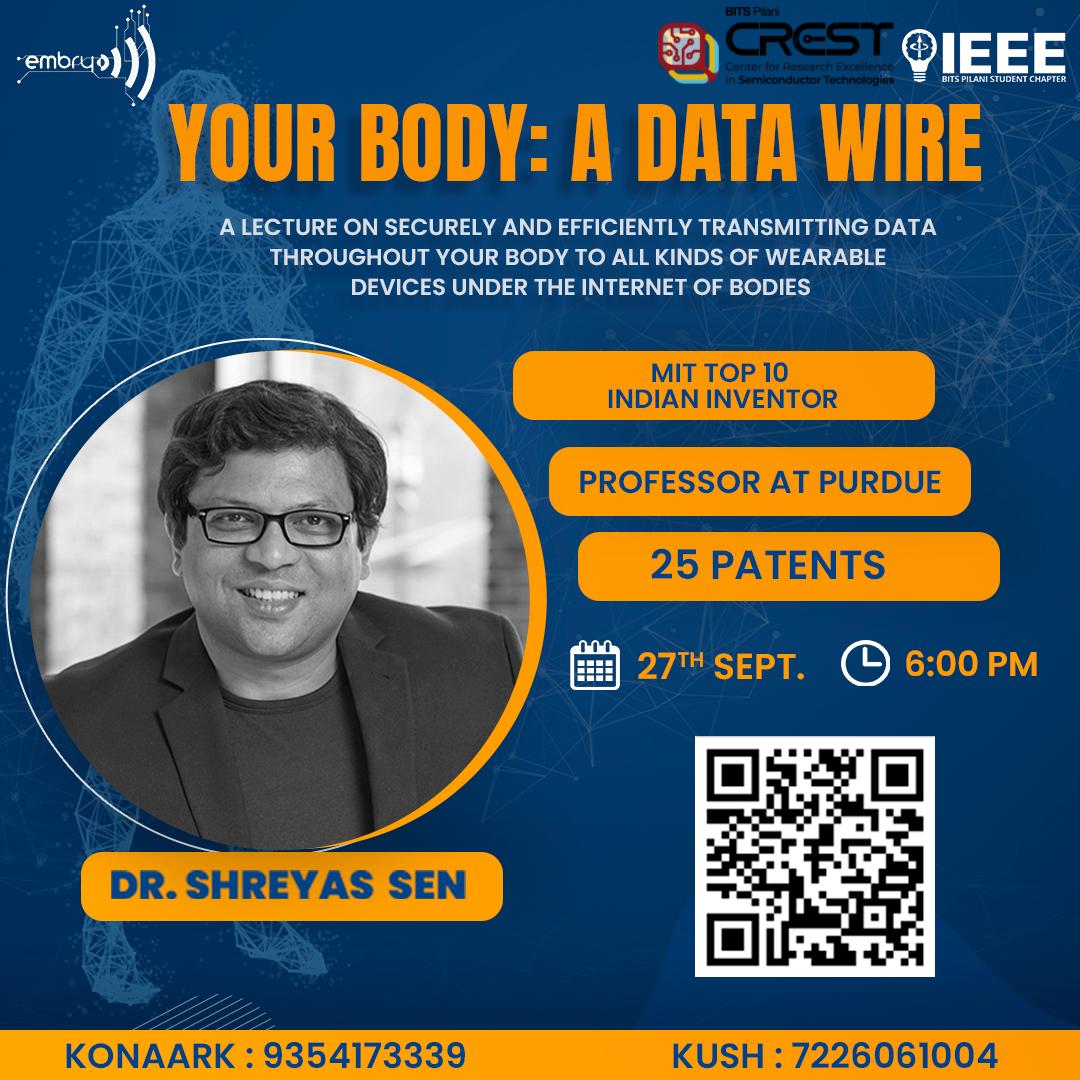 embryo
BITS Pilani
CREST
Center for Research Excellence
in Semiconductor Technologies
IEEE
BITS PILANI STUDENT CHAPTER
YOUR BODY: A DATA WIRE
A LECTURE ON SECURELY AND EFFICIENTLY TRANSMITTING DATA
THROUGHOUT YOUR BODY TO ALL KINDS OF WEARABLE
DEVICES UNDER THE INTERNET OF BODIES
MIT TOP 10
INDIAN INVENTOR
PROFESSOR AT PURDUE
25 PATENTS
27TH SEPT.
6:00 PM
DR. SHREYAS SEN
KONAARK : 9354173339
KUSH : 7226061004